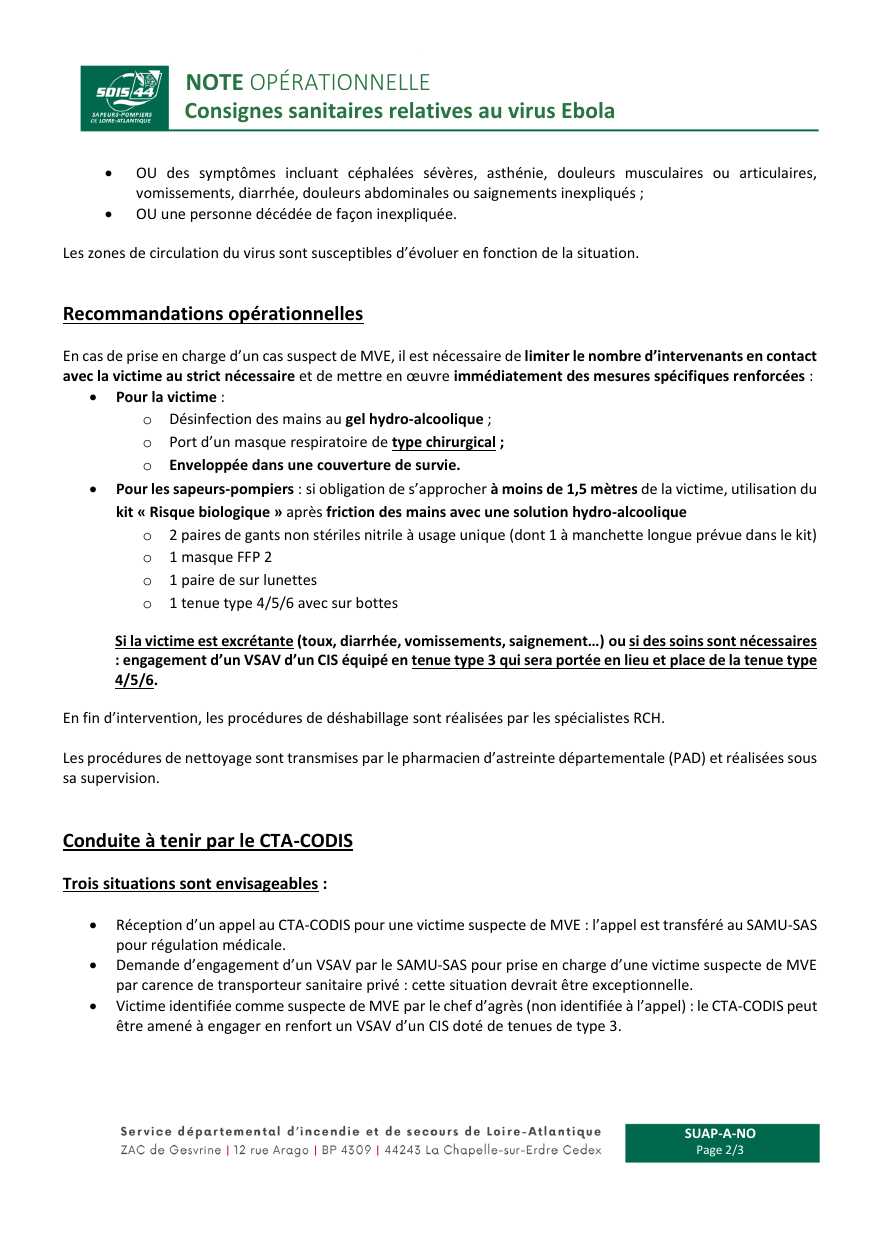 SDIS 44
SAPEURS-POMPIERS
DE LOIRE-ATLANTIQUE
NOTE OPÉRATIONNELLE
Consignes sanitaires relatives au virus Ebola
• OU des symptômes incluant céphalées sévères, asthénie, douleurs musculaires ou articulaires,
vomissements, diarrhée, douleurs abdominales ou saignements inexpliqués ;
• OU une personne décédée de façon inexpliquée.
Les zones de circulation du virus sont susceptibles d’évoluer en fonction de la situation.
Recommandations opérationnelles
En cas de prise en charge d’un cas suspect de MVE, il est nécessaire de limiter le nombre d’intervenants en contact
avec la victime au strict nécessaire et de mettre en œuvre immédiatement des mesures spécifiques renforcées :
• Pour la victime :
o Désinfection des mains au gel hydro-alcoolique ;
o Port d’un masque respiratoire de type chirurgical ;
o Enveloppée dans une couverture de survie.
• Pour les sapeurs-pompiers : si obligation de s’approcher à moins de 1,5 mètres de la victime, utilisation du
kit « Risque biologique » après friction des mains avec une solution hydro-alcoolique
o 2 paires de gants non stériles nitrile à usage unique (dont 1 à manchette longue prévue dans le kit)
o 1 masque FFP 2
o 1 paire de sur lunettes
o 1 tenue type 4/5/6 avec sur bottes
Si la victime est excrétante (toux, diarrhée, vomissements, saignement…) ou si des soins sont nécessaires
: engagement d’un VSAV d’un CIS équipé en tenue type 3 qui sera portée en lieu et place de la tenue type
4/5/6.
En fin d’intervention, les procédures de déshabillage sont réalisées par les spécialistes RCH.
Les procédures de nettoyage sont transmises par le pharmacien d’astreinte départementale (PAD) et réalisées sous
sa supervision.
Conduite à tenir par le CTA-CODIS
Trois situations sont envisageables :
• Réception d’un appel au CTA-CODIS pour une victime suspecte de MVE : l’appel est transféré au SAMU-SAS
pour régulation médicale.
• Demande d’engagement d’un VSAV par le SAMU-SAS pour prise en charge d’une victime suspecte de MVE
par carence de transporteur sanitaire privé : cette situation devrait être exceptionnelle.
• Victime identifiée comme suspecte de MVE par le chef d’agrès (non identifiée à l’appel) : le CTA-CODIS peut
être amené à engager en renfort un VSAV d’un CIS doté de tenues de type 3.
Service départemental d’incendie et de secours de Loire-Atlantique
ZAC de Gesvrine | 12 rue Arago | BP 4309 | 44243 La Chapelle-sur-Erdre Cedex
SUAP-A-NO
Page 2/3